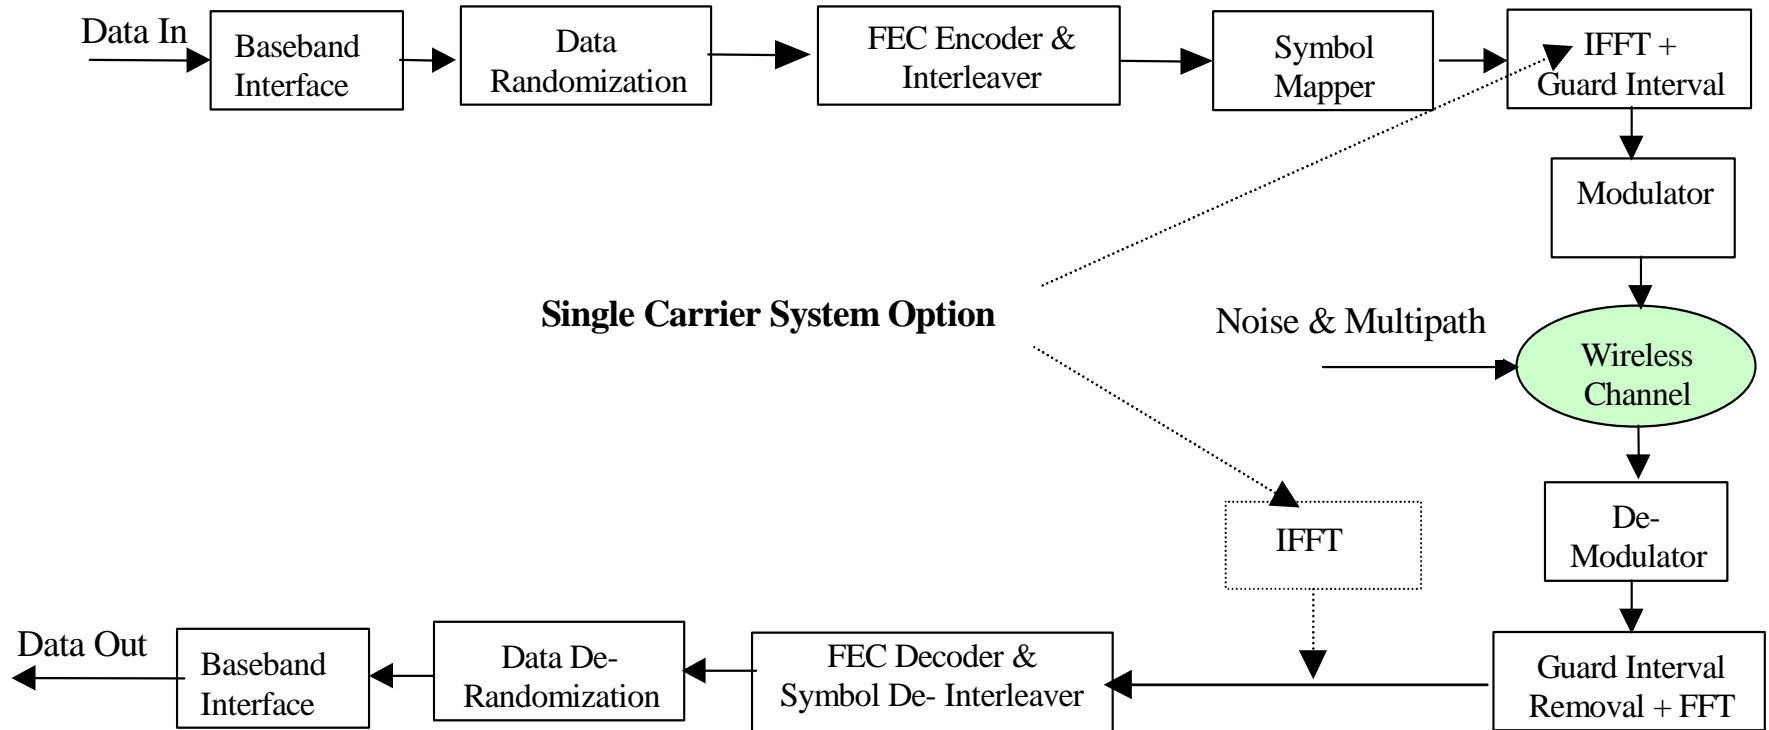 Data In
Baseband
Interface
Data
Randomization
FEC Encoder &
Interleaver
Symbol
Mapper
IFFT +
Guard Interval
Modulator
Single Carrier System Option
Noise & Multipath
Wireless
Channel
IFFT
De-
Modulator
Data Out
Baseband
Interface
Data De-
Randomization
FEC Decoder &
Symbol De- Interleaver
Guard Interval
Removal + FFT